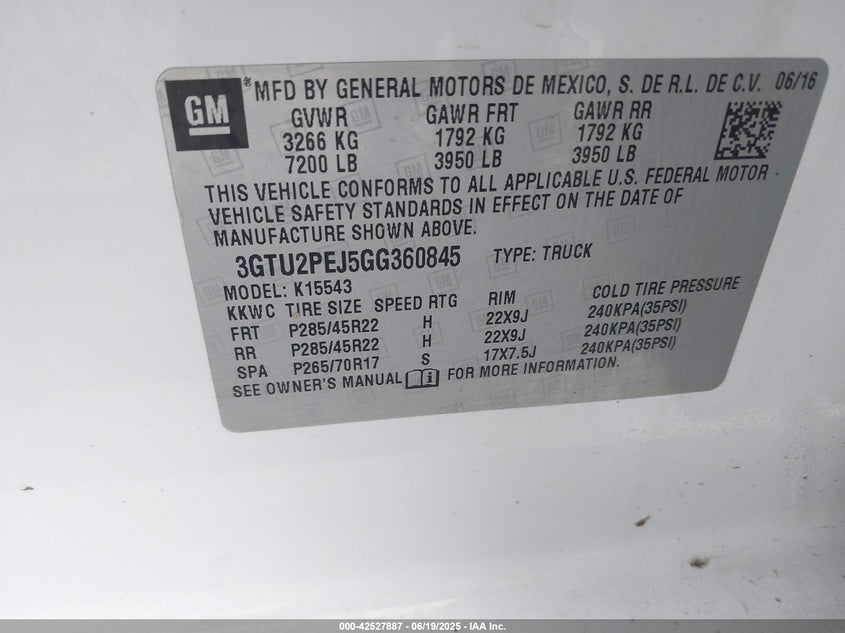 GM
® MFD BY GENERAL MOTORS DE MEXICO, S. DE R.L. DE C.V. 06/16
GVWR GAWR FRT GAWR RR
3266 KG 1792 KG 1792 KG
7200 LB 3950 LB 3950 LB
THIS VEHICLE CONFORMS TO ALL APPLICABLE U.S. FEDERAL MOTOR
VEHICLE SAFETY STANDARDS IN EFFECT ON THE DATE OF
MANUFACTURE SHOWN ABOVE.
3GTU2PEJ5GG360845 TYPE: TRUCK
MODEL: K15543
KKWC TIRE SIZE SPEED RTG RIM COLD TIRE PRESSURE
FRT P285/45R22 H 22X9J 240KPA(35PSI)
RR P285/45R22 H 22X9J 240KPA(35PSI)
SPA P265/70R17 S 17X7.5J 240KPA(35PSI)
SEE OWNER'S MANUAL FOR MORE INFORMATION.
000-42527887 - 06/19/2025 - IAA Inc.